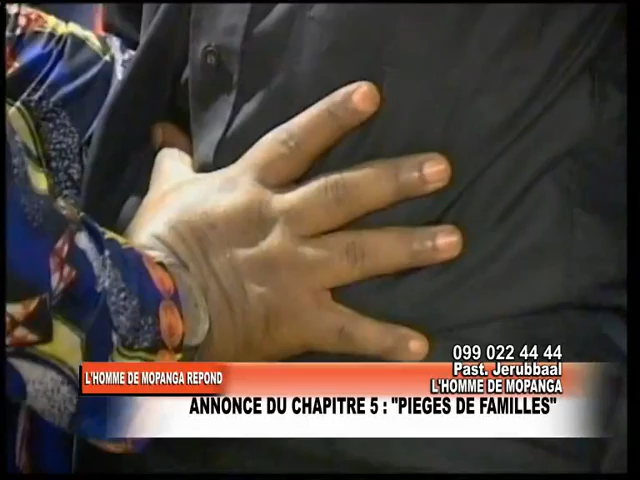 099 022 44 44
Past. Jerubbaal
L'HOMME DE MOPANGA REPOND
L'HOMME DE MOPANGA
ANNONCE DU CHAPITRE 5 : "PIEGES DE FAMILLES"